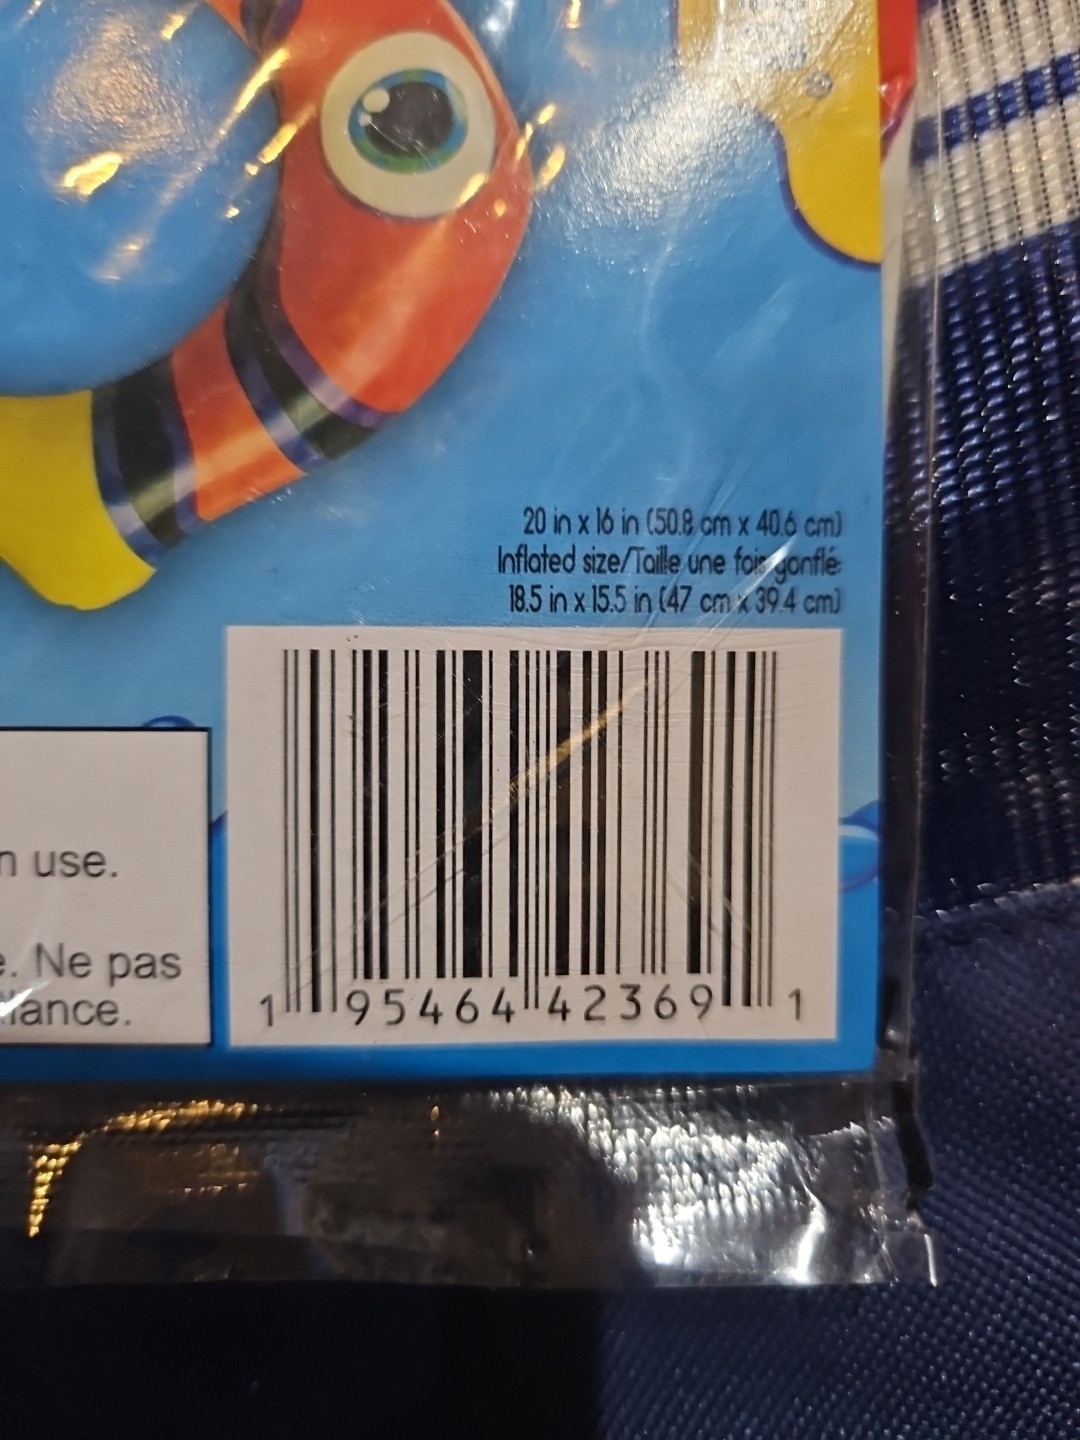 20 in x 16 in (50.8 cm x 40.6 cm)
Inflated size/Taille une fois gonflé:
18.5 in x 15.5 in (47 cm x 39.4 cm)
n use.
e. Ne pas
liance.
1 95464 42369 1